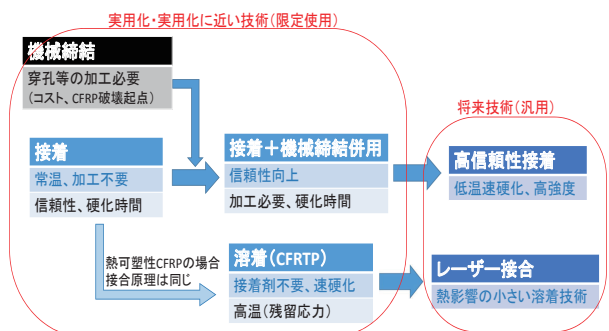 実用化・実用化に近い技術(限定使用)
機械締結
穿孔等の加工必要
(コスト、CFRP破壊起点)
将来技術(汎用)
接着
常温、加工不要
信頼性、硬化時間
接着+機械締結併用
信頼性向上
加工必要、硬化時間
高信頼性接着
低温速硬化、高強度
熱可塑性CFRPの場合
接合原理は同じ
溶着(CFRTP)
接着剤不要、速硬化
高温(残留応力)
レーザー接合
熱影響の小さい溶着技術